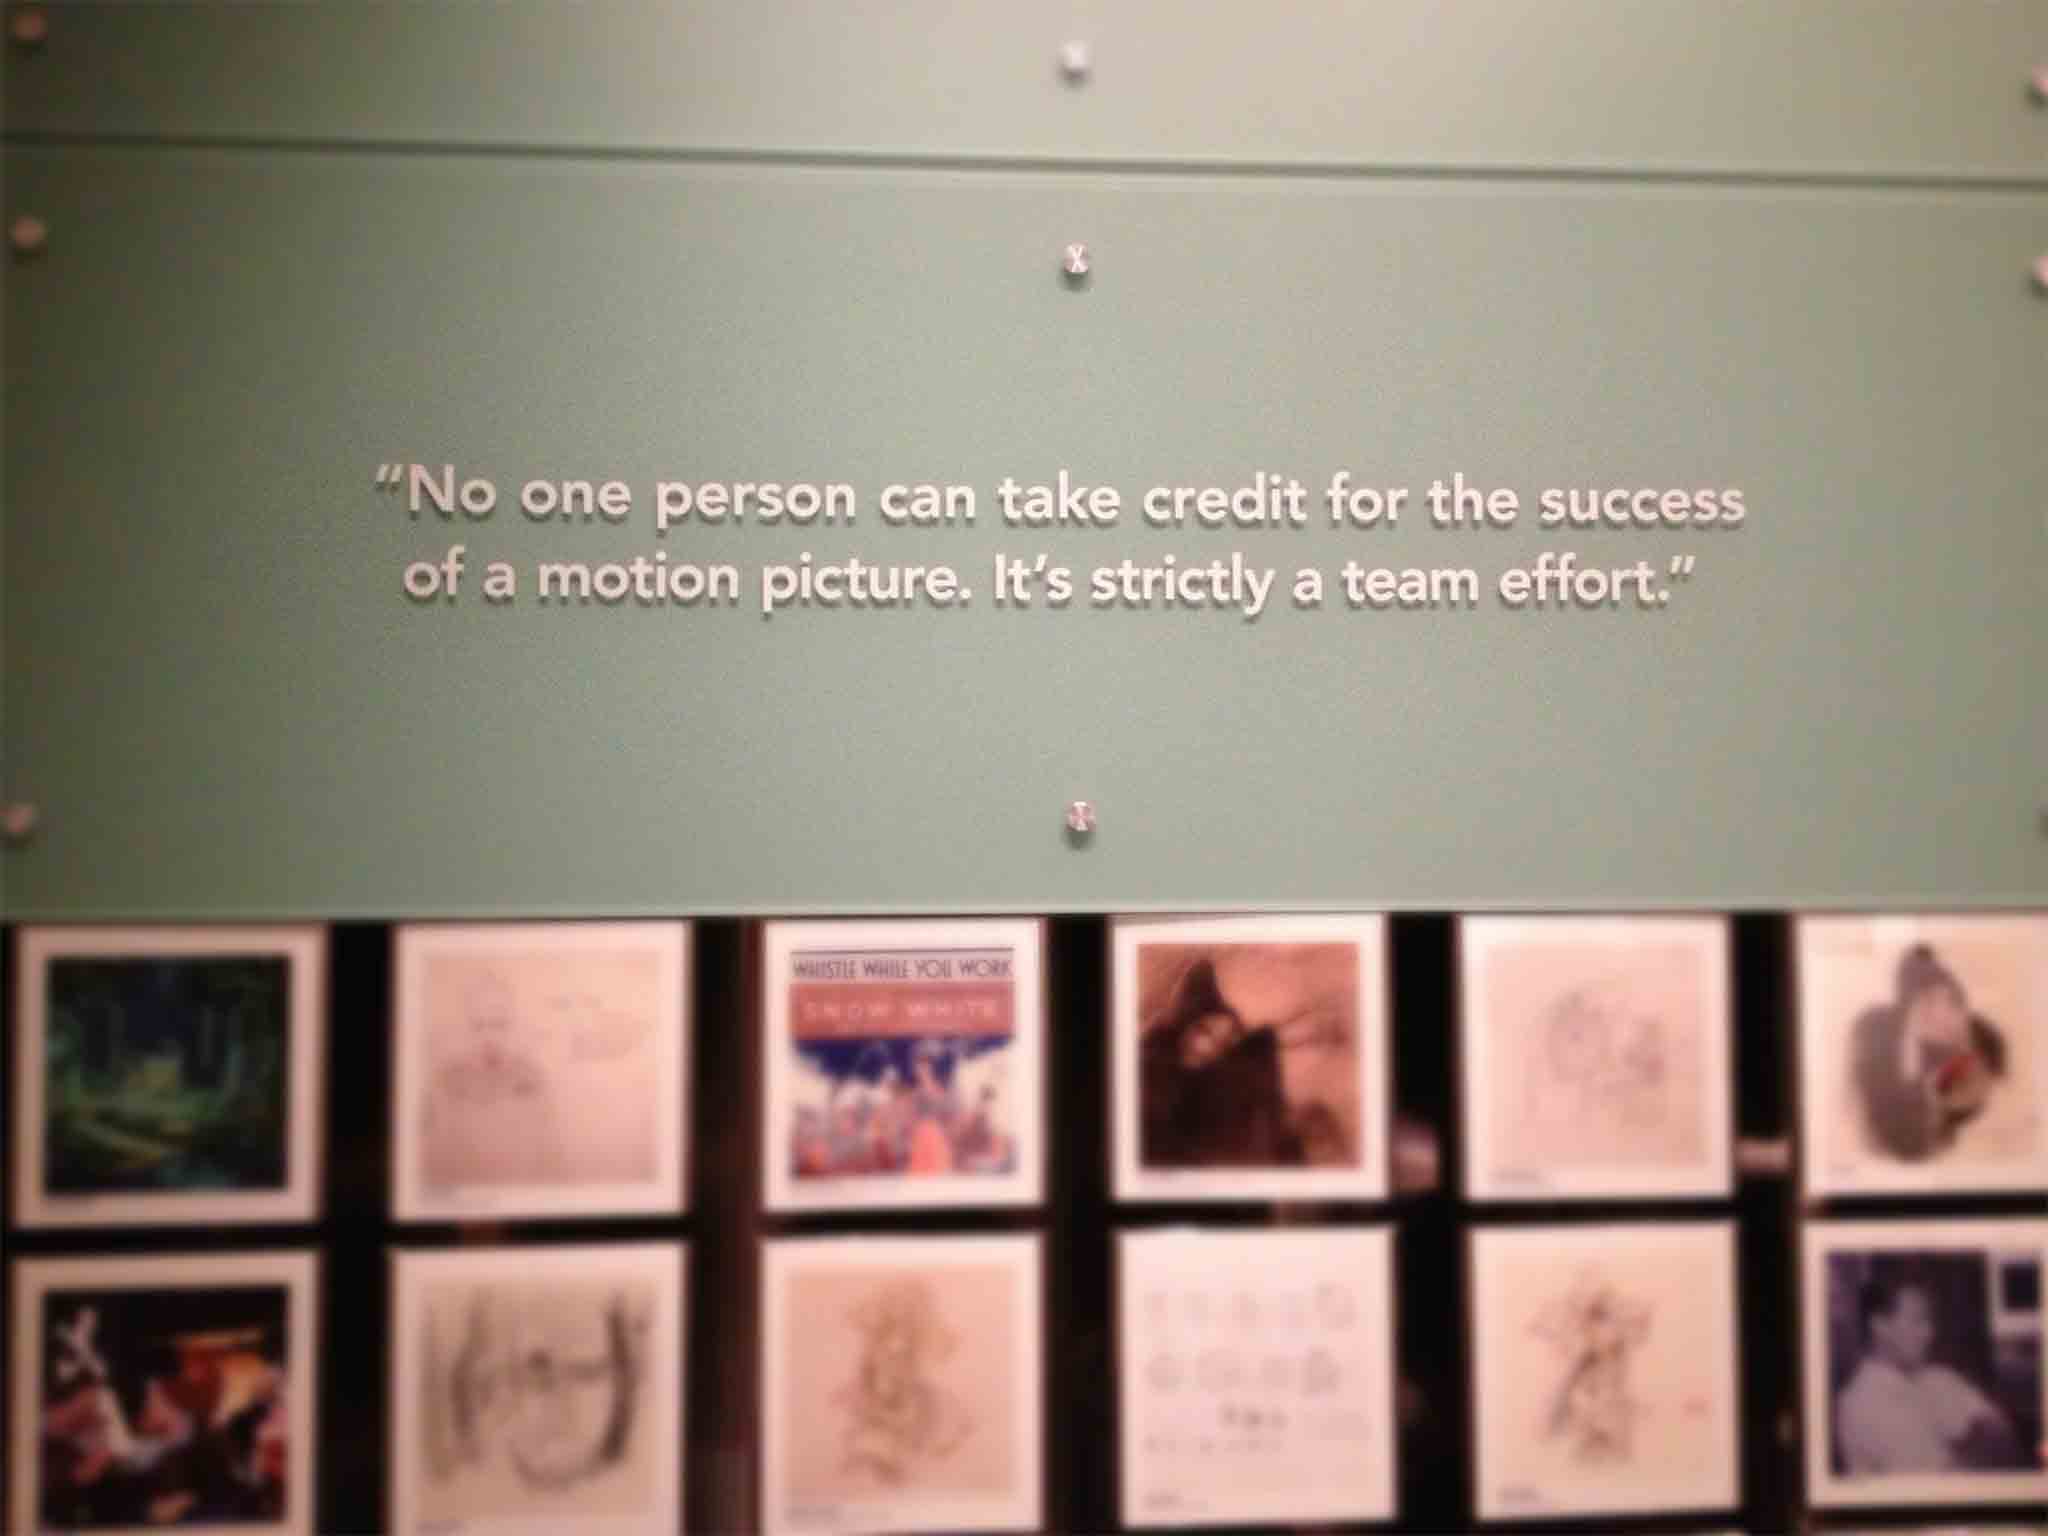 “No one person can take credit for the success
of a motion picture. It’s strictly a team effort.”
WHISTLE WHILE YOU WORK
SNOW WHITE